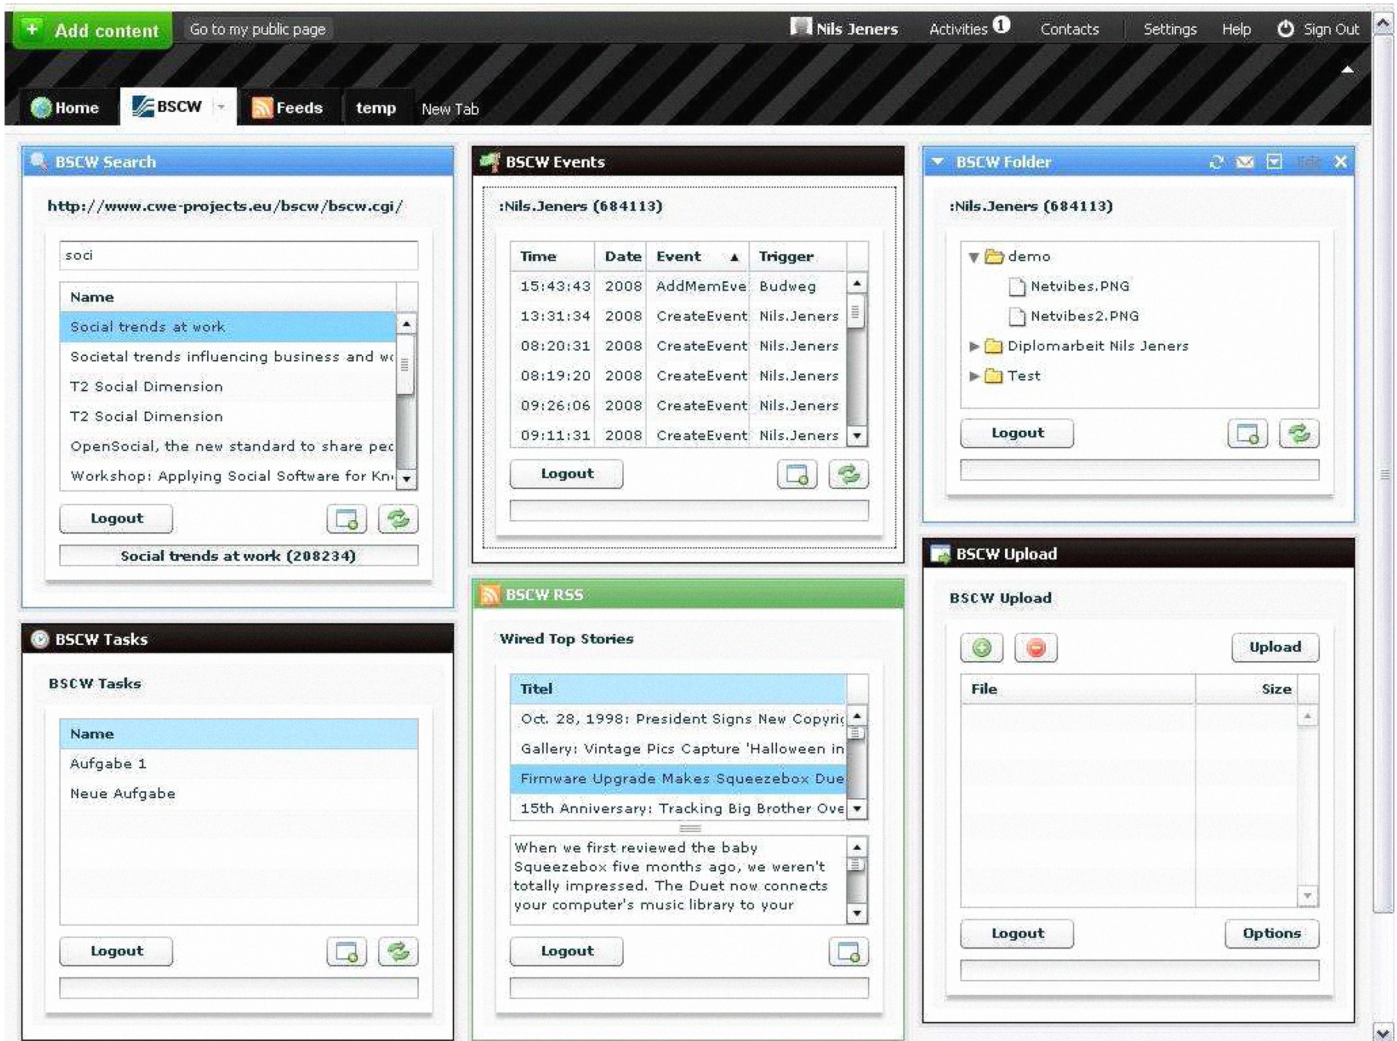 Add content
Go to my public page
Nils Jeners
Activities 1
Contacts
Settings
Help
Sign Out
Home
BSCW
Feeds
temp
New Tab
BSCW Search
http://www.cwe-projects.eu/bscw/bscw.cgi/
soci
Name
Social trends at work
Societal trends influencing business and wo
T2 Social Dimension
T2 Social Dimension
OpenSocial, the new standard to share peo
Workshop: Applying Social Software for Kno
Logout
Social trends at work (208234)
BSCW Tasks
BSCW Tasks
Name
Aufgabe 1
Neue Aufgabe
Logout
BSCW Events
:Nils.Jeners (684113)
Time Date Event Trigger
15:43:43 2008 AddMemEve Budweg
13:31:34 2008 CreateEvent Nils.Jeners
08:20:31 2008 CreateEvent Nils.Jeners
08:19:20 2008 CreateEvent Nils.Jeners
09:26:06 2008 CreateEvent Nils.Jeners
09:11:31 2008 CreateEvent Nils.Jeners
Logout
BSCW RSS
Wired Top Stories
Titel
Oct. 28, 1998: President Signs New Copyrig
Gallery: Vintage Pics Capture 'Halloween in
Firmware Upgrade Makes Squeezebox Due
15th Anniversary: Tracking Big Brother Ove
When we first reviewed the baby
Squeezebox five months ago, we weren't
totally impressed. The Duet now connects
your computer's music library to your
Logout
BSCW Folder
Edit
:Nils.Jeners (684113)
demo
Netvibes.PNG
Netvibes2.PNG
Diplomarbeit Nils Jeners
Test
Logout
BSCW Upload
BSCW Upload
Upload
File Size
Logout
Options